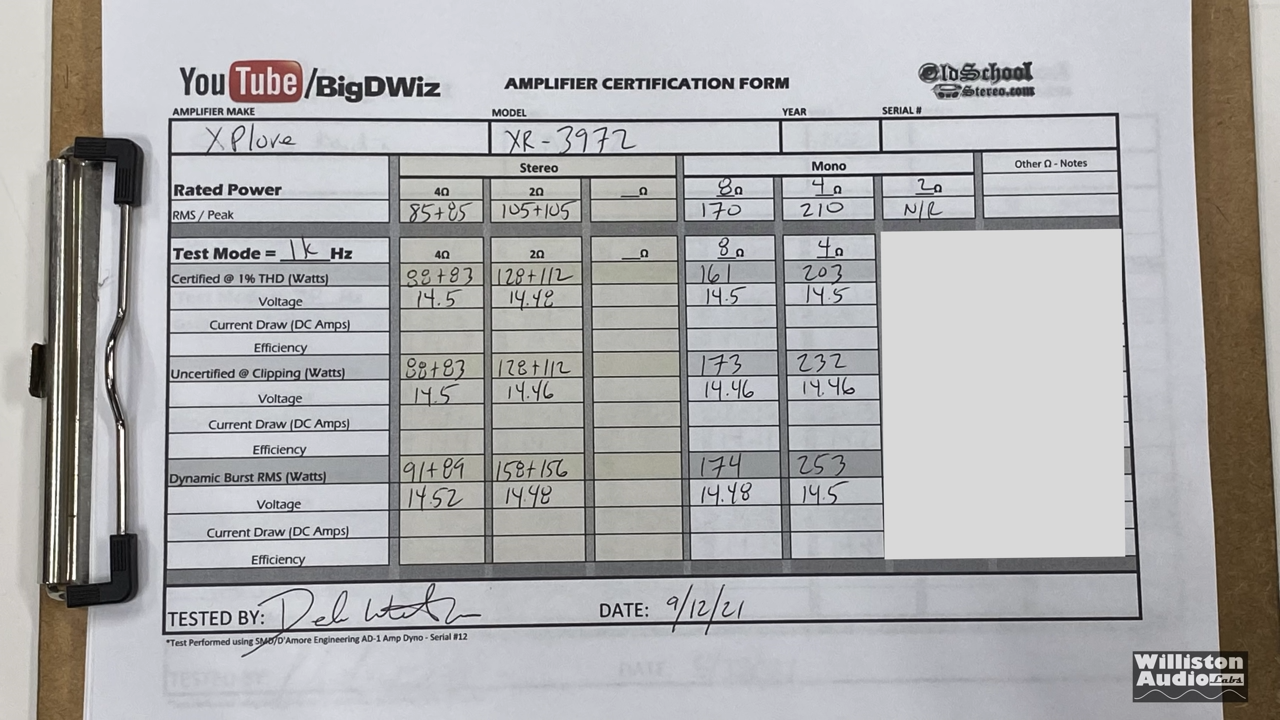 YouTube/BigDWiz AMPLIFIER CERTIFICATION FORM OldSchool Stereo.com
AMPLIFIER MAKE MODEL YEAR SERIAL #
XPlore XR-3972
Stereo Mono Other Ω - Notes
Rated Power 4Ω 2Ω __Ω 8Ω 4Ω 2Ω
RMS / Peak 85+85 105+105 170 210 N/R
Test Mode = 1k Hz 4Ω 2Ω __Ω 8Ω 4Ω
Certified @ 1% THD (Watts) 88+83 128+112 161 203
Voltage 14.5 14.48 14.5 14.5
Current Draw (DC Amps)
Efficiency
Uncertified @ Clipping (Watts) 88+83 128+112 173 232
Voltage 14.5 14.46 14.46 14.46
Current Draw (DC Amps)
Efficiency
Dynamic Burst RMS (Watts) 91+89 158+156 174 253
Voltage 14.52 14.48 14.48 14.5
Current Draw (DC Amps)
Efficiency
TESTED BY: DATE: 9/12/21
*Test Performed using SMD/D'Amore Engineering AD-1 Amp Dyno - Serial #12
Williston
Audio Labs